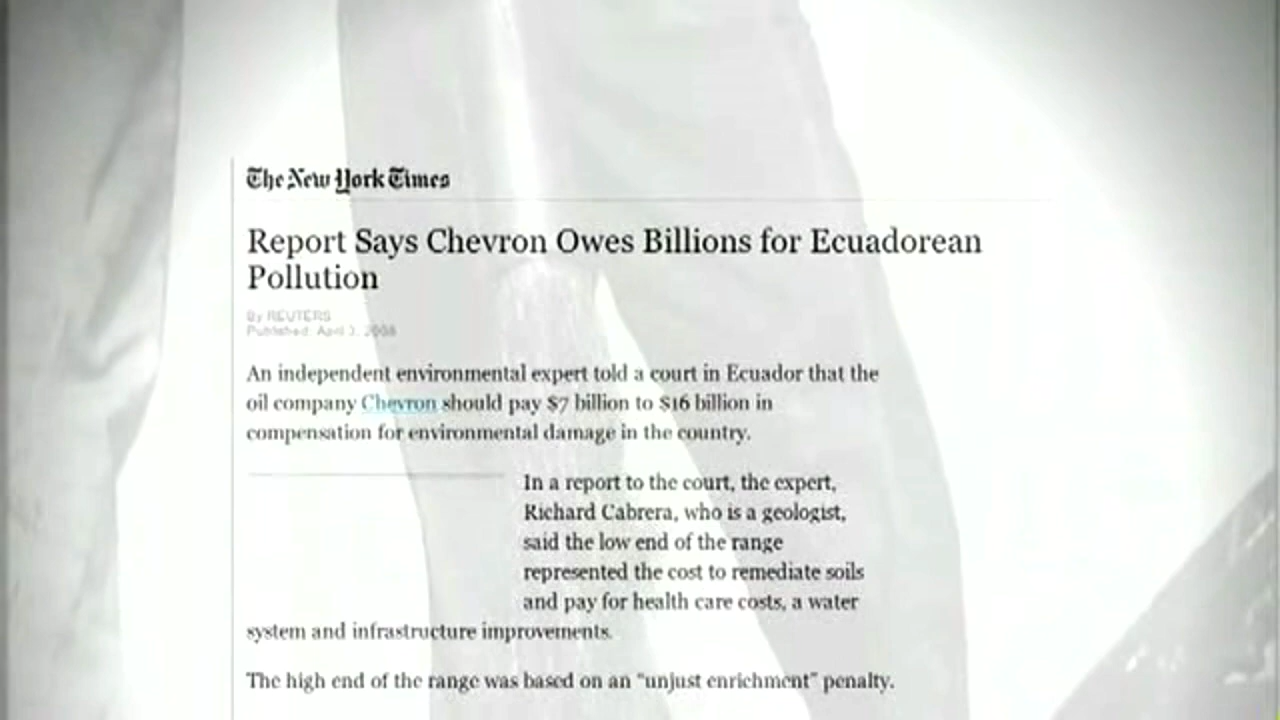 The New York Times
Report Says Chevron Owes Billions for Ecuadorean
Pollution
By REUTERS
Published: April 3, 2008
An independent environmental expert told a court in Ecuador that the
oil company Chevron should pay $7 billion to $16 billion in
compensation for environmental damage in the country.
In a report to the court, the expert,
Richard Cabrera, who is a geologist,
said the low end of the range
represented the cost to remediate soils
and pay for health care costs, a water
system and infrastructure improvements.
The high end of the range was based on an "unjust enrichment" penalty.